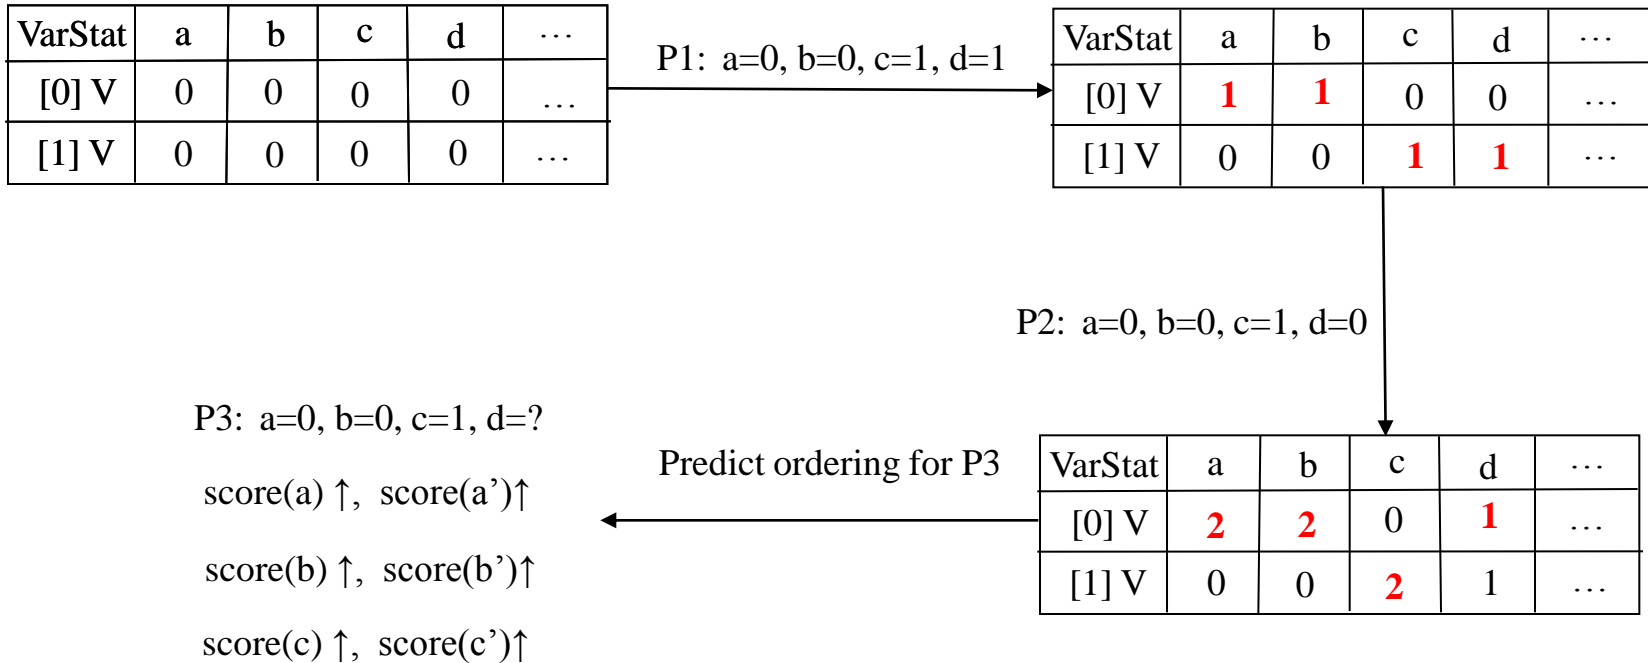 VarStat a b c d ...
[0] V 0 0 0 0 ...
[1] V 0 0 0 0 ...
P1: a=0, b=0, c=1, d=1
VarStat a b c d ...
[0] V 1 1 0 0 ...
[1] V 0 0 1 1 ...
P2: a=0, b=0, c=1, d=0
VarStat a b c d ...
[0] V 2 2 0 1 ...
[1] V 0 0 2 1 ...
Predict ordering for P3
P3: a=0, b=0, c=1, d=?
score(a) ↑, score(a’)↑
score(b) ↑, score(b’)↑
score(c) ↑, score(c’)↑